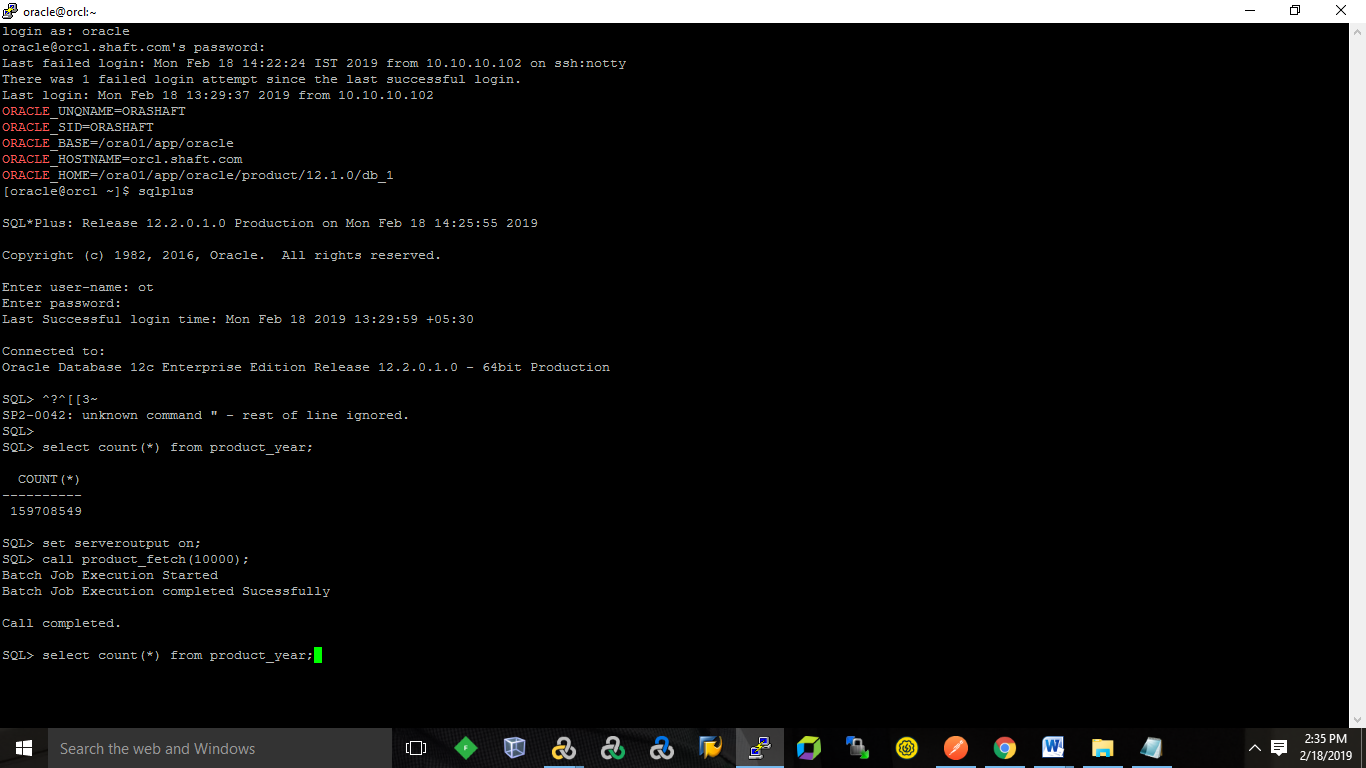 oracle@orcl:~
login as: oracle
oracle@orcl.shaft.com's password:
Last failed login: Mon Feb 18 14:22:24 IST 2019 from 10.10.10.102 on ssh:notty
There was 1 failed login attempt since the last successful login.
Last login: Mon Feb 18 13:29:37 2019 from 10.10.10.102
ORACLE_UNQNAME=ORASHAFT
ORACLE_SID=ORASHAFT
ORACLE_BASE=/ora01/app/oracle
ORACLE_HOSTNAME=orcl.shaft.com
ORACLE_HOME=/ora01/app/oracle/product/12.1.0/db_1
[oracle@orcl ~]$ sqlplus
SQL*Plus: Release 12.2.0.1.0 Production on Mon Feb 18 14:25:55 2019
Copyright (c) 1982, 2016, Oracle.  All rights reserved.
Enter user-name: ot
Enter password:
Last Successful login time: Mon Feb 18 2019 13:29:59 +05:30
Connected to:
Oracle Database 12c Enterprise Edition Release 12.2.0.1.0 - 64bit Production
SQL> ^?^[[3~
SP2-0042: unknown command " - rest of line ignored.
SQL>
SQL> select count(*) from product_year;
  COUNT(*)
----------
 159708549
SQL> set serveroutput on;
SQL> call product_fetch(10000);
Batch Job Execution Started
Batch Job Execution completed Sucessfully
Call completed.
SQL> select count(*) from product_year;
Search the web and Windows
2:35 PM
2/18/2019